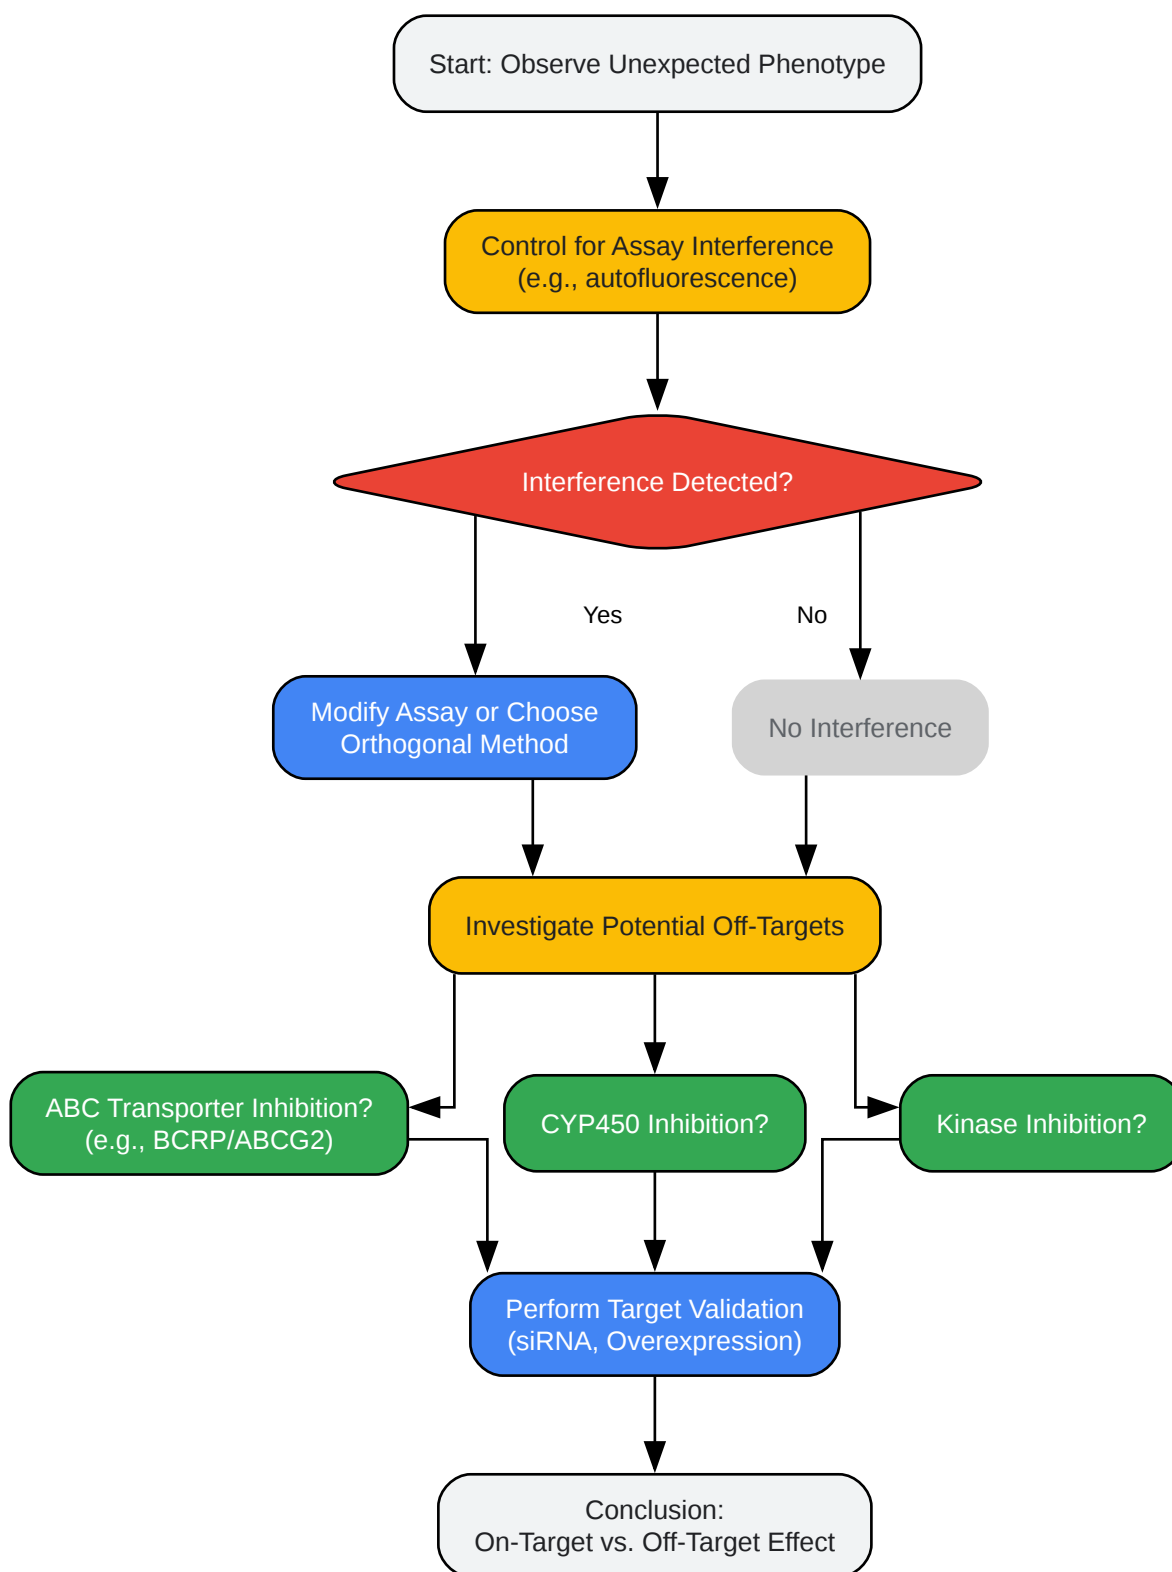 Start: Observe Unexpected Phenotype
Control for Assay Interference
(e.g., autofluorescence)
Interference Detected?
Yes
No
Modify Assay or Choose
Orthogonal Method
No Interference
Investigate Potential Off-Targets
ABC Transporter Inhibition?
(e.g., BCRP/ABCG2)
CYP450 Inhibition?
Kinase Inhibition?
Perform Target Validation
(siRNA, Overexpression)
Conclusion:
On-Target vs. Off-Target Effect